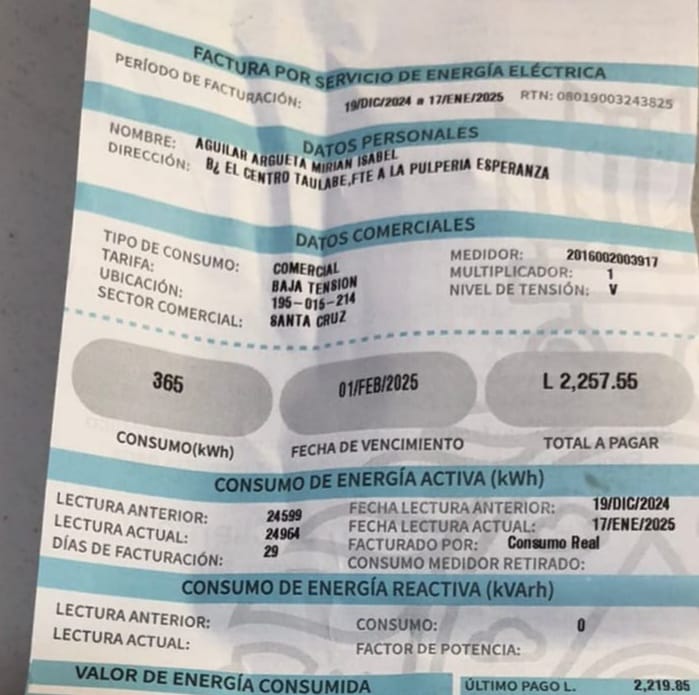 FACTURA POR SERVICIO DE ENERGÍA ELÉCTRICA
PERÍODO DE FACTURACIÓN: 19/DIC/2024 a 17/ENE/2025 RTN: 08019003243825
DATOS PERSONALES
NOMBRE: AGUILAR ARGUETA MIRIAN ISABEL
DIRECCIÓN: B¿ EL CENTRO TAULABE,FTE A LA PULPERIA ESPERANZA
DATOS COMERCIALES
TIPO DE CONSUMO: COMERCIAL MEDIDOR: 2016002003917
TARIFA: BAJA TENSION MULTIPLICADOR: 1
UBICACIÓN: 195-015-214 NIVEL DE TENSIÓN: V
SECTOR COMERCIAL: SANTA CRUZ
365 01/FEB/2025 L 2,257.55
CONSUMO(kWh) FECHA DE VENCIMIENTO TOTAL A PAGAR
CONSUMO DE ENERGÍA ACTIVA (kWh)
LECTURA ANTERIOR: 24599 FECHA LECTURA ANTERIOR: 19/DIC/2024
LECTURA ACTUAL: 24964 FECHA LECTURA ACTUAL: 17/ENE/2025
DÍAS DE FACTURACIÓN: 29 FACTURADO POR: Consumo Real
CONSUMO MEDIDOR RETIRADO:
CONSUMO DE ENERGÍA REACTIVA (kVArh)
LECTURA ANTERIOR: CONSUMO: 0
LECTURA ACTUAL: FACTOR DE POTENCIA:
VALOR DE ENERGÍA CONSUMIDA ÚLTIMO PAGO L. 2,219.85